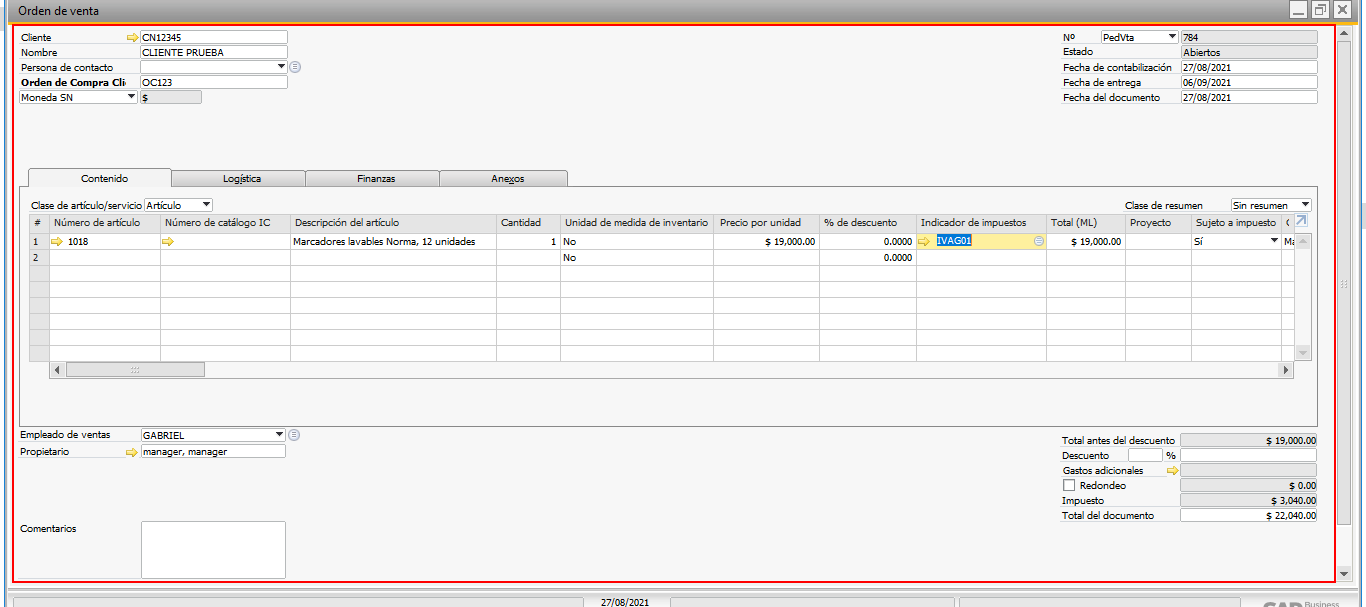 Orden de venta
Cliente CN12345
Nombre CLIENTE PRUEBA
Persona de contacto
Orden de Compra Cli OC123
Moneda SN $
Nº PedVta 784
Estado Abiertos
Fecha de contabilización 27/08/2021
Fecha de entrega 06/09/2021
Fecha del documento 27/08/2021
Contenido Logística Finanzas Anexos
Clase de artículo/servicio Artículo Clase de resumen Sin resumen
# Número de artículo Número de catálogo IC Descripción del artículo Cantidad Unidad de medida de inventario Precio por unidad % de descuento Indicador de impuestos Total (ML) Proyecto Sujeto a impuesto
1 1018 Marcadores lavables Norma, 12 unidades 1 No $ 19,000.00 0.0000 IVAG01 $ 19,000.00 Sí Ma
2 No 0.0000
Empleado de ventas GABRIEL
Propietario manager, manager
Comentarios
Total antes del descuento $ 19,000.00
Descuento %
Gastos adicionales
Redondeo $ 0.00
Impuesto $ 3,040.00
Total del documento $ 22,040.00
27/08/2021
Business